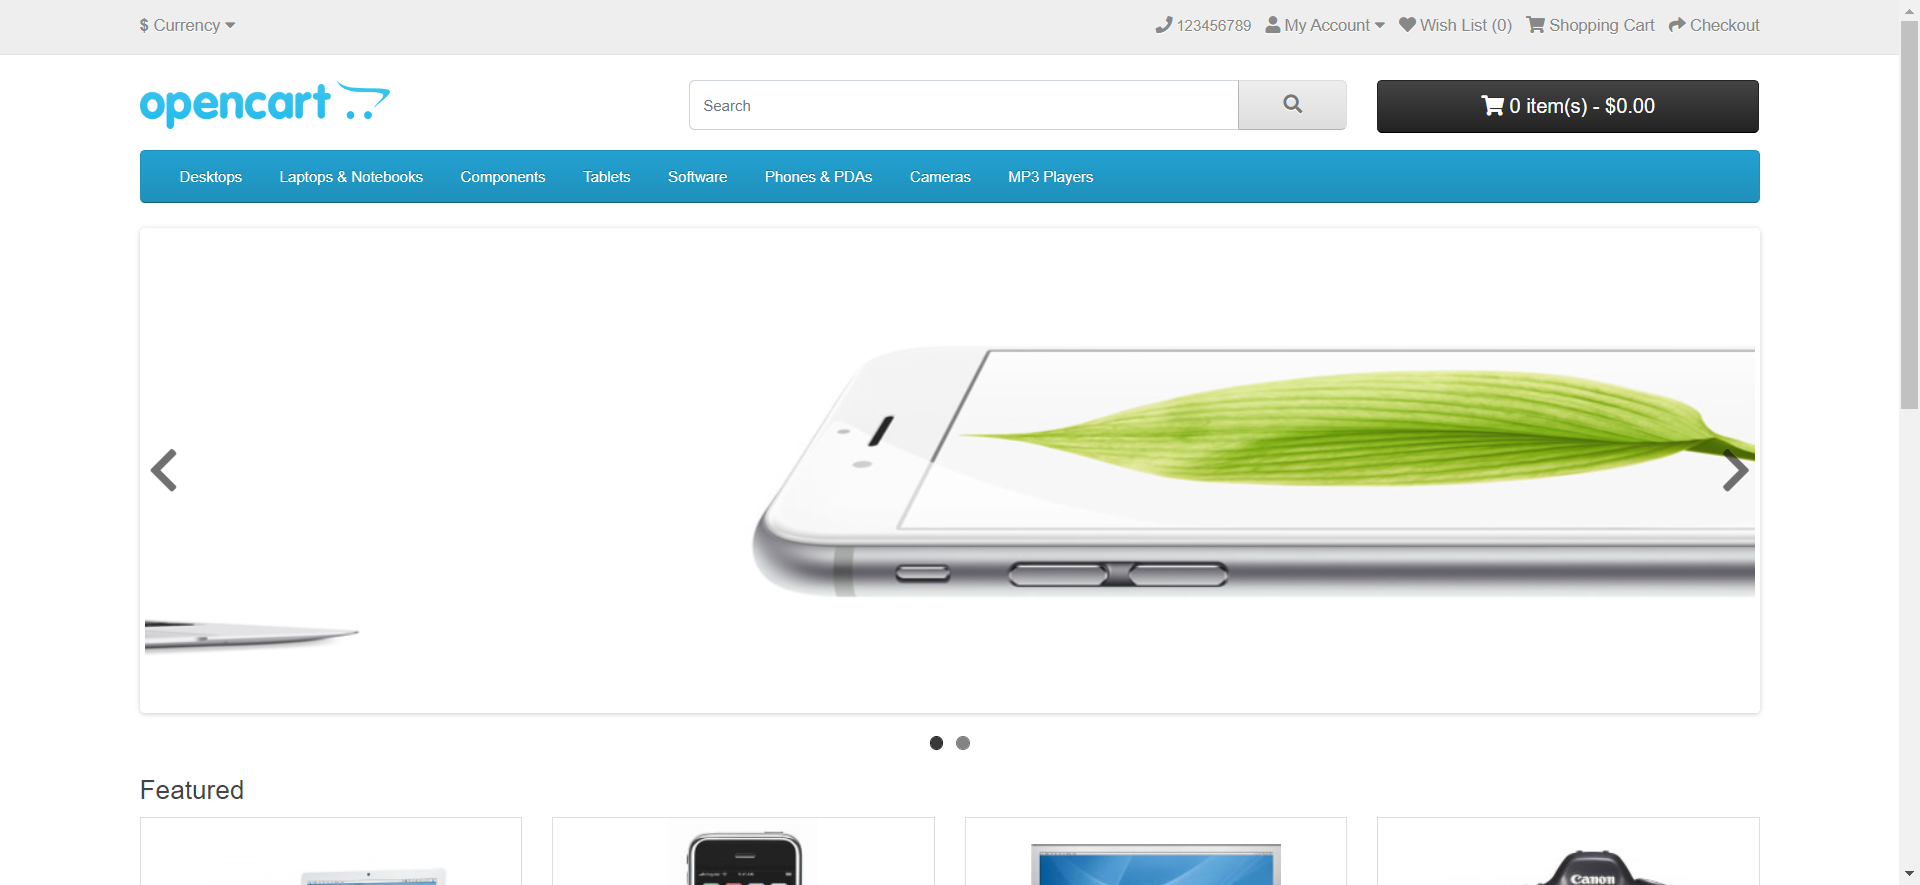 $ Currency
123456789 My Account Wish List (0) Shopping Cart Checkout
opencart
Search
0 item(s) - $0.00
Desktops Laptops & Notebooks Components Tablets Software Phones & PDAs Cameras MP3 Players
Featured
Canon